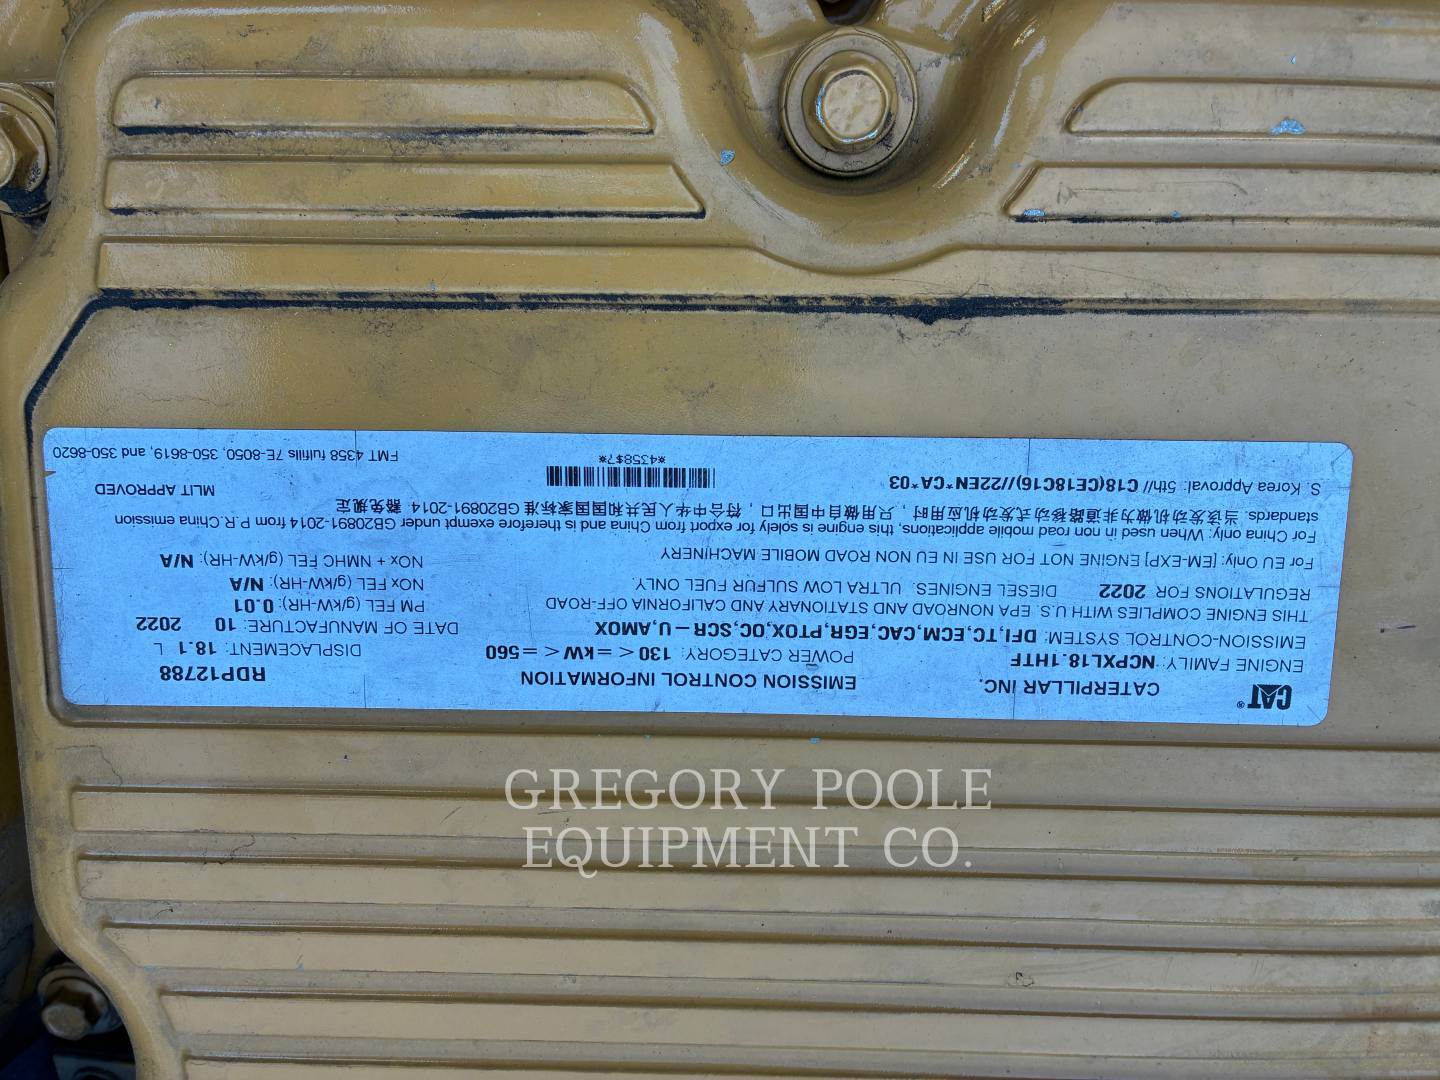 CAT®
CATERPILLAR INC.
EMISSION CONTROL INFORMATION
RDP12788
ENGINE FAMILY: NCPXL18.1HTF
POWER CATEGORY: 130 < =kW < =560
DISPLACEMENT: 18.1 L
EMISSION-CONTROL SYSTEM: DFI,TC,ECM,CAC,EGR,PTOX,OC,SCR-U,AMOX
DATE OF MANUFACTURE: 10 2022
THIS ENGINE COMPLIES WITH U.S. EPA NONROAD AND STATIONARY AND CALIFORNIA OFF-ROAD
PM FEL (g/kW-HR): 0.01
REGULATIONS FOR 2022 DIESEL ENGINES. ULTRA LOW SULFUR FUEL ONLY.
NOx FEL (g/kW-HR): N/A
For EU Only: [EM-EXP] ENGINE NOT FOR USE IN EU NON ROAD MOBILE MACHINERY
NOx + NMHC FEL (g/kW-HR): N/A
For China only: When used in non road mobile applications, this engine is solely for export from China and is therefore exempt under GB20891-2014 from P.R.China emission
standards. 当该发动机做为非道路移动式发动机应用时，只用做自中国出口，符合中华人民共和国国家标准 GB20891-2014 豁免规定
S. Korea Approval: 5th// C18(CE18C16)//22EN*CA*03
MLIT APPROVED
*4358$7*
FMT 4358 fulfills 7E-8050, 350-8619, and 350-8620
GREGORY POOLE
EQUIPMENT CO.